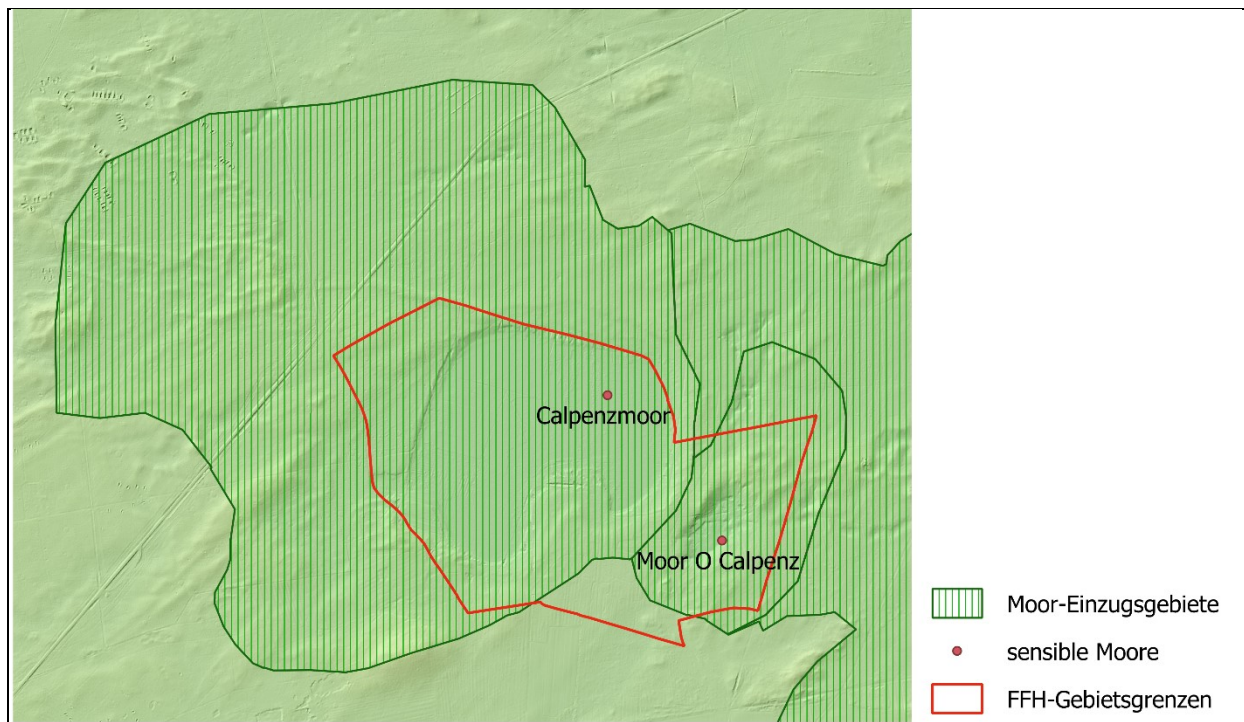 Calpenzmoor
Moor O Calpenz
Moor-Einzugsgebiete
sensible Moore
FFH-Gebietsgrenzen